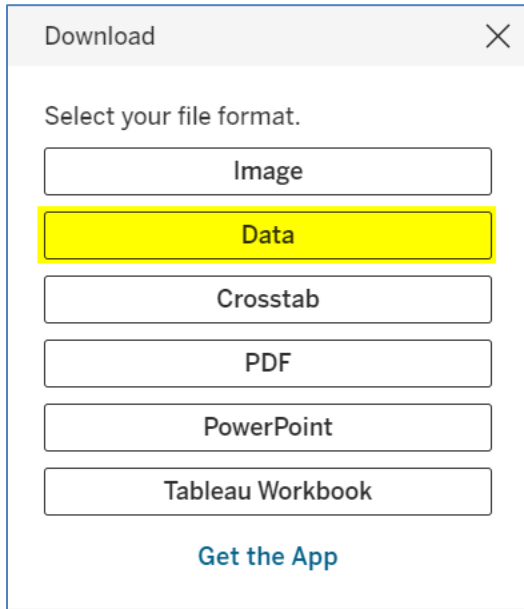 Download
Select your file format.
Image
Data
Crosstab
PDF
PowerPoint
Tableau Workbook
Get the App